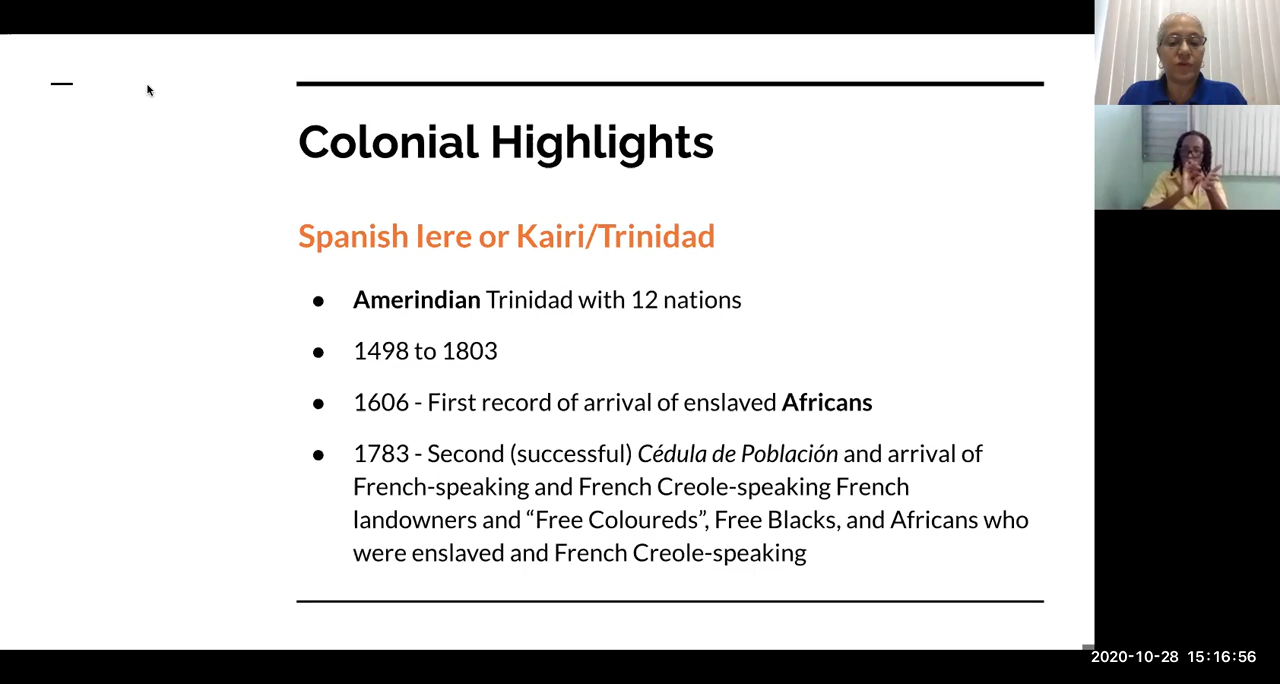 Colonial Highlights
Spanish Iere or Kairi/Trinidad
● Amerindian Trinidad with 12 nations
● 1498 to 1803
● 1606 - First record of arrival of enslaved Africans
● 1783 - Second (successful) Cédula de Población and arrival of
French-speaking and French Creole-speaking French
landowners and “Free Coloureds”, Free Blacks, and Africans who
were enslaved and French Creole-speaking
2020-10-28 15:16:56